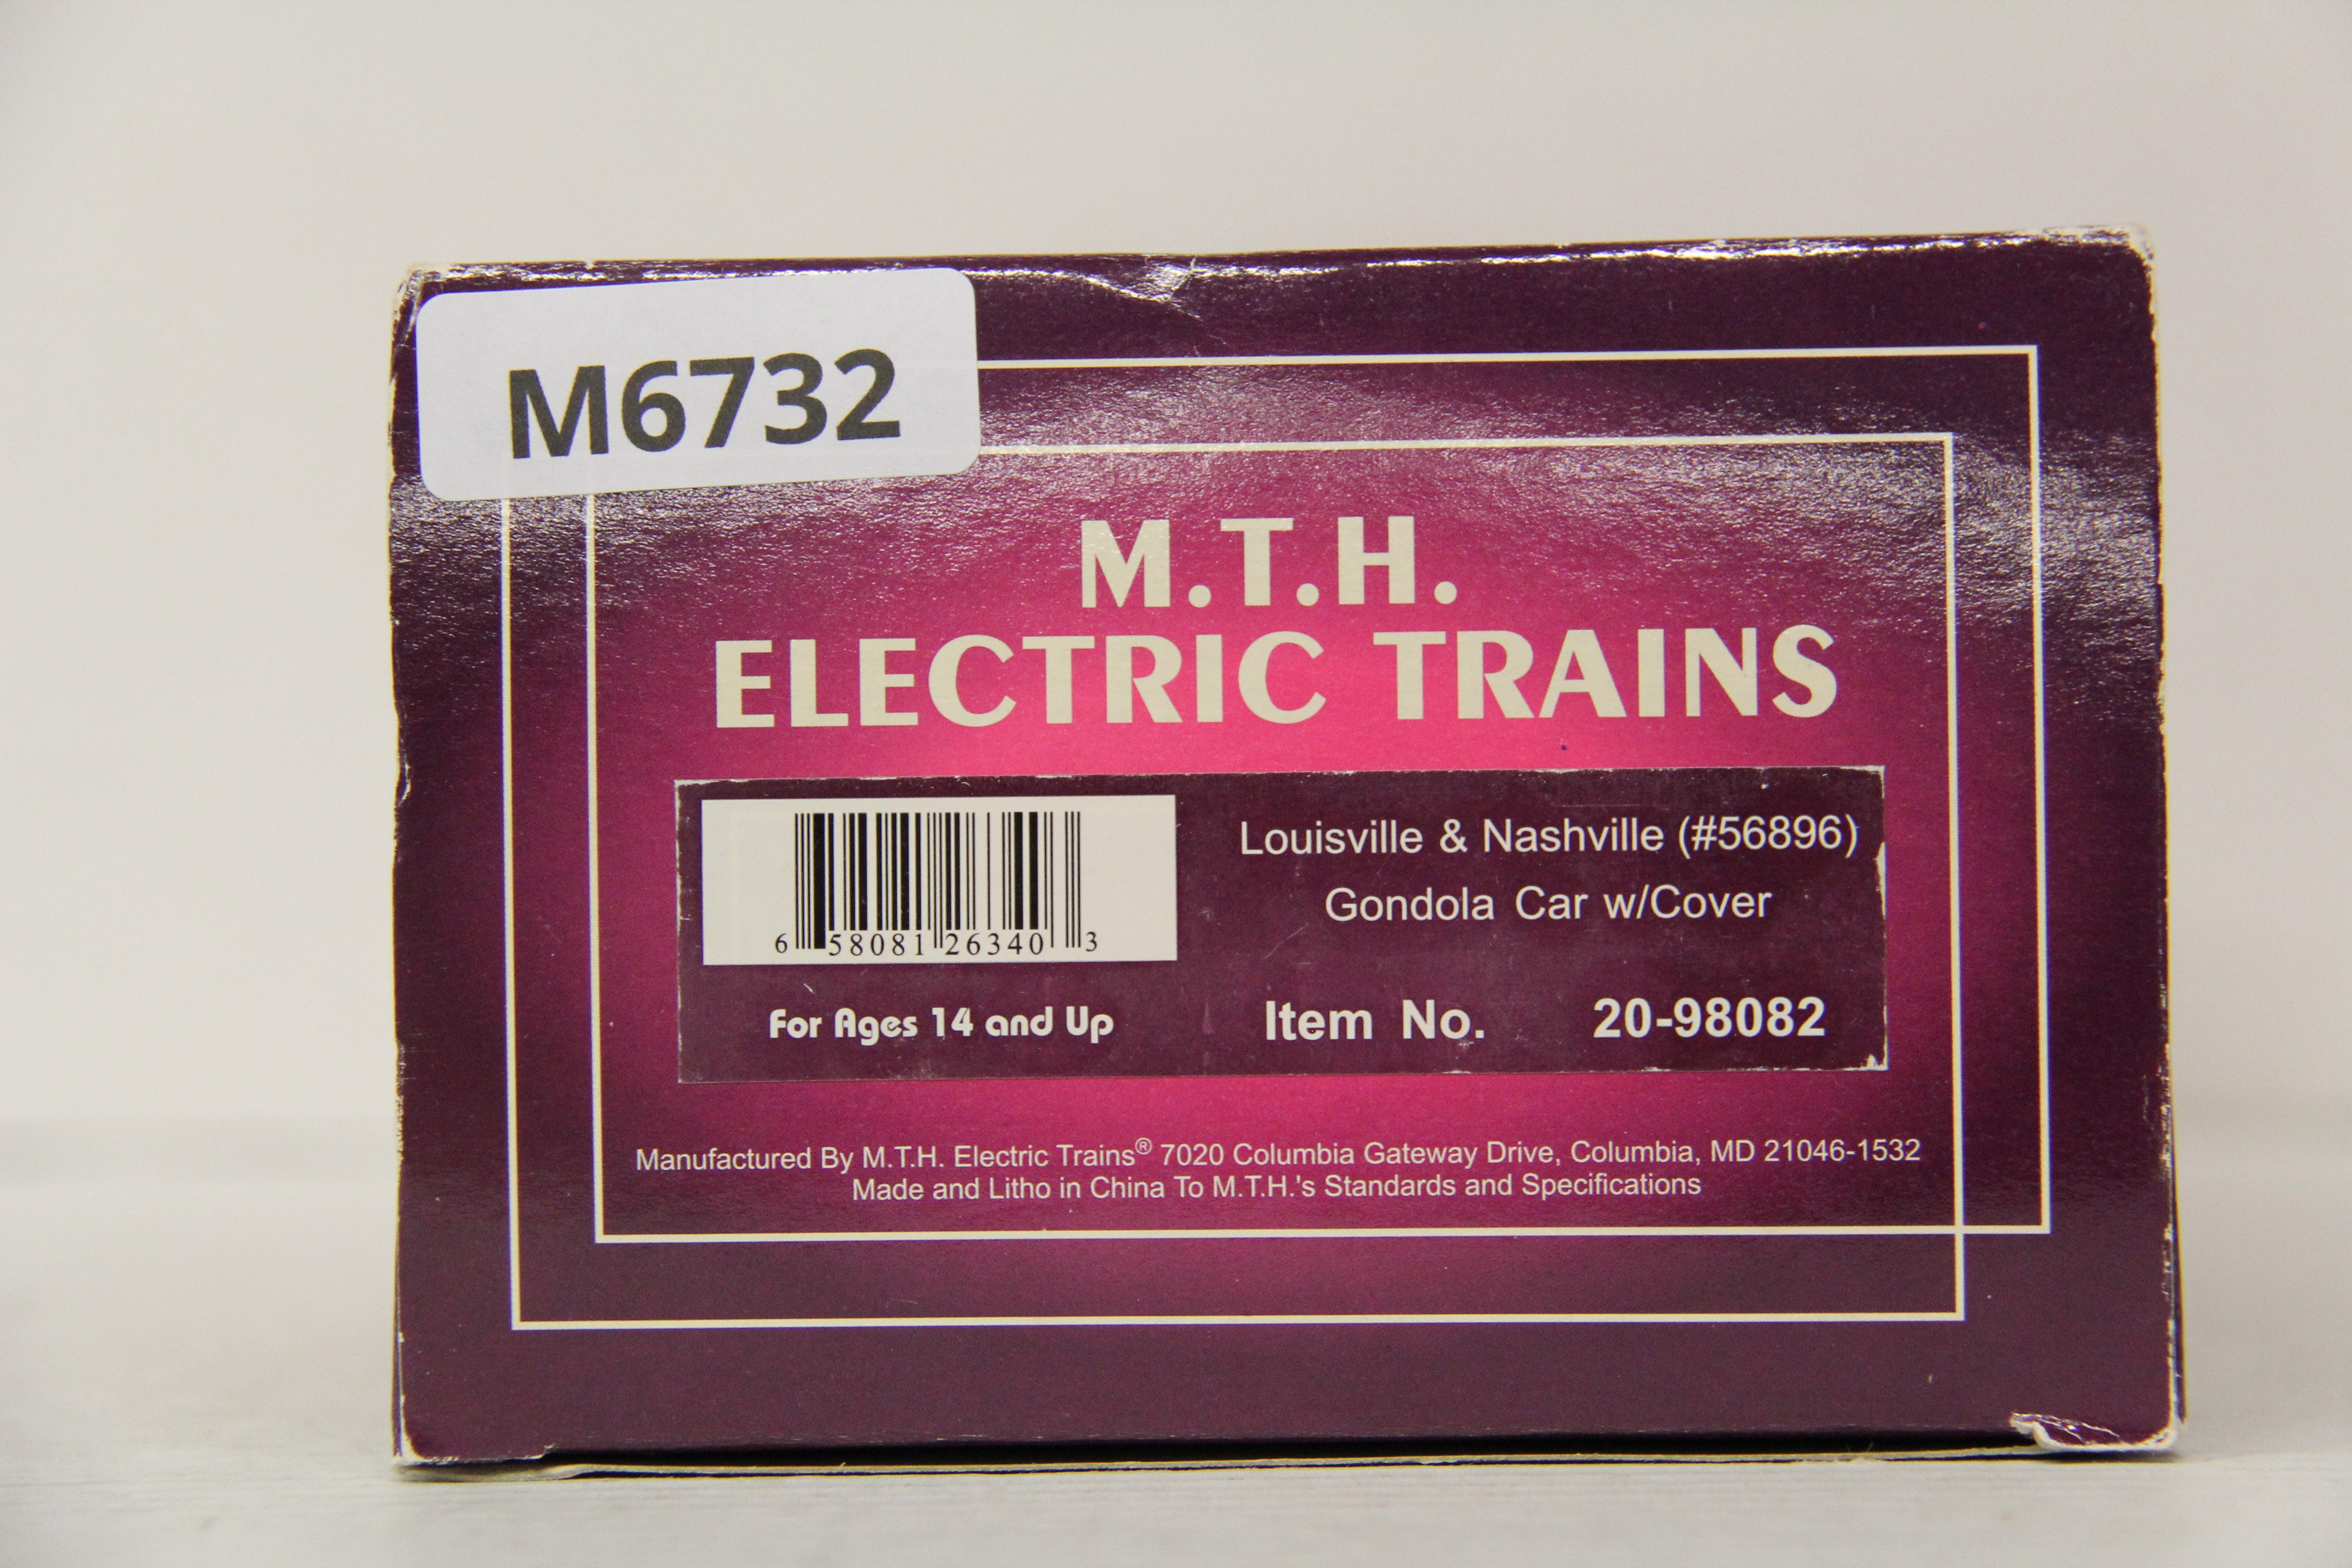 M6732
M.T.H.
ELECTRIC TRAINS
Louisville & Nashville (#56896)
Gondola Car w/Cover
6 58081 26340 3
For Ages 14 and Up
Item No. 20-98082
Manufactured By M.T.H. Electric Trains® 7020 Columbia Gateway Drive, Columbia, MD 21046-1532
Made and Litho in China To M.T.H.'s Standards and Specifications